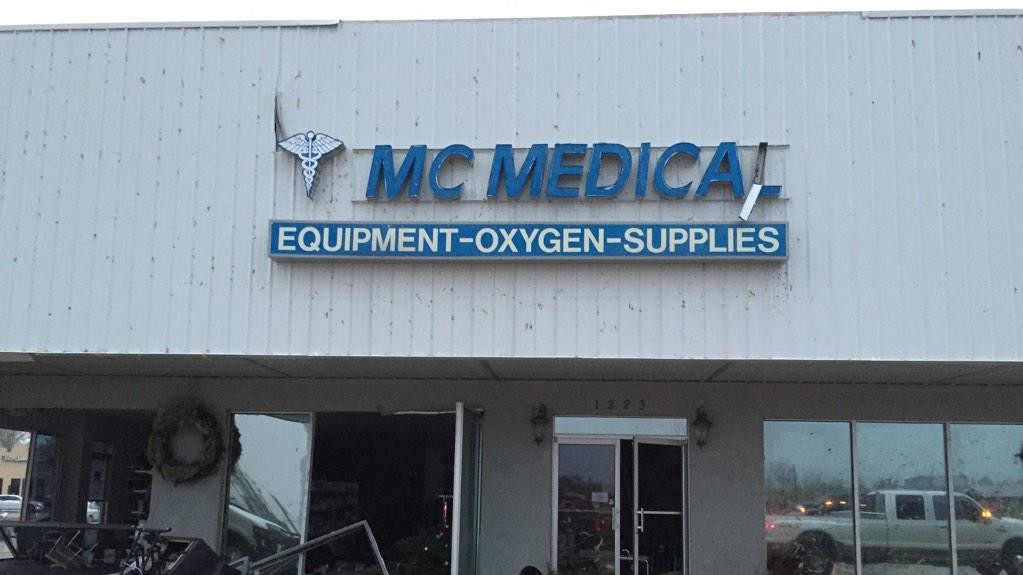 MC MEDICAL
EQUIPMENT-OXYGEN-SUPPLIES
1223